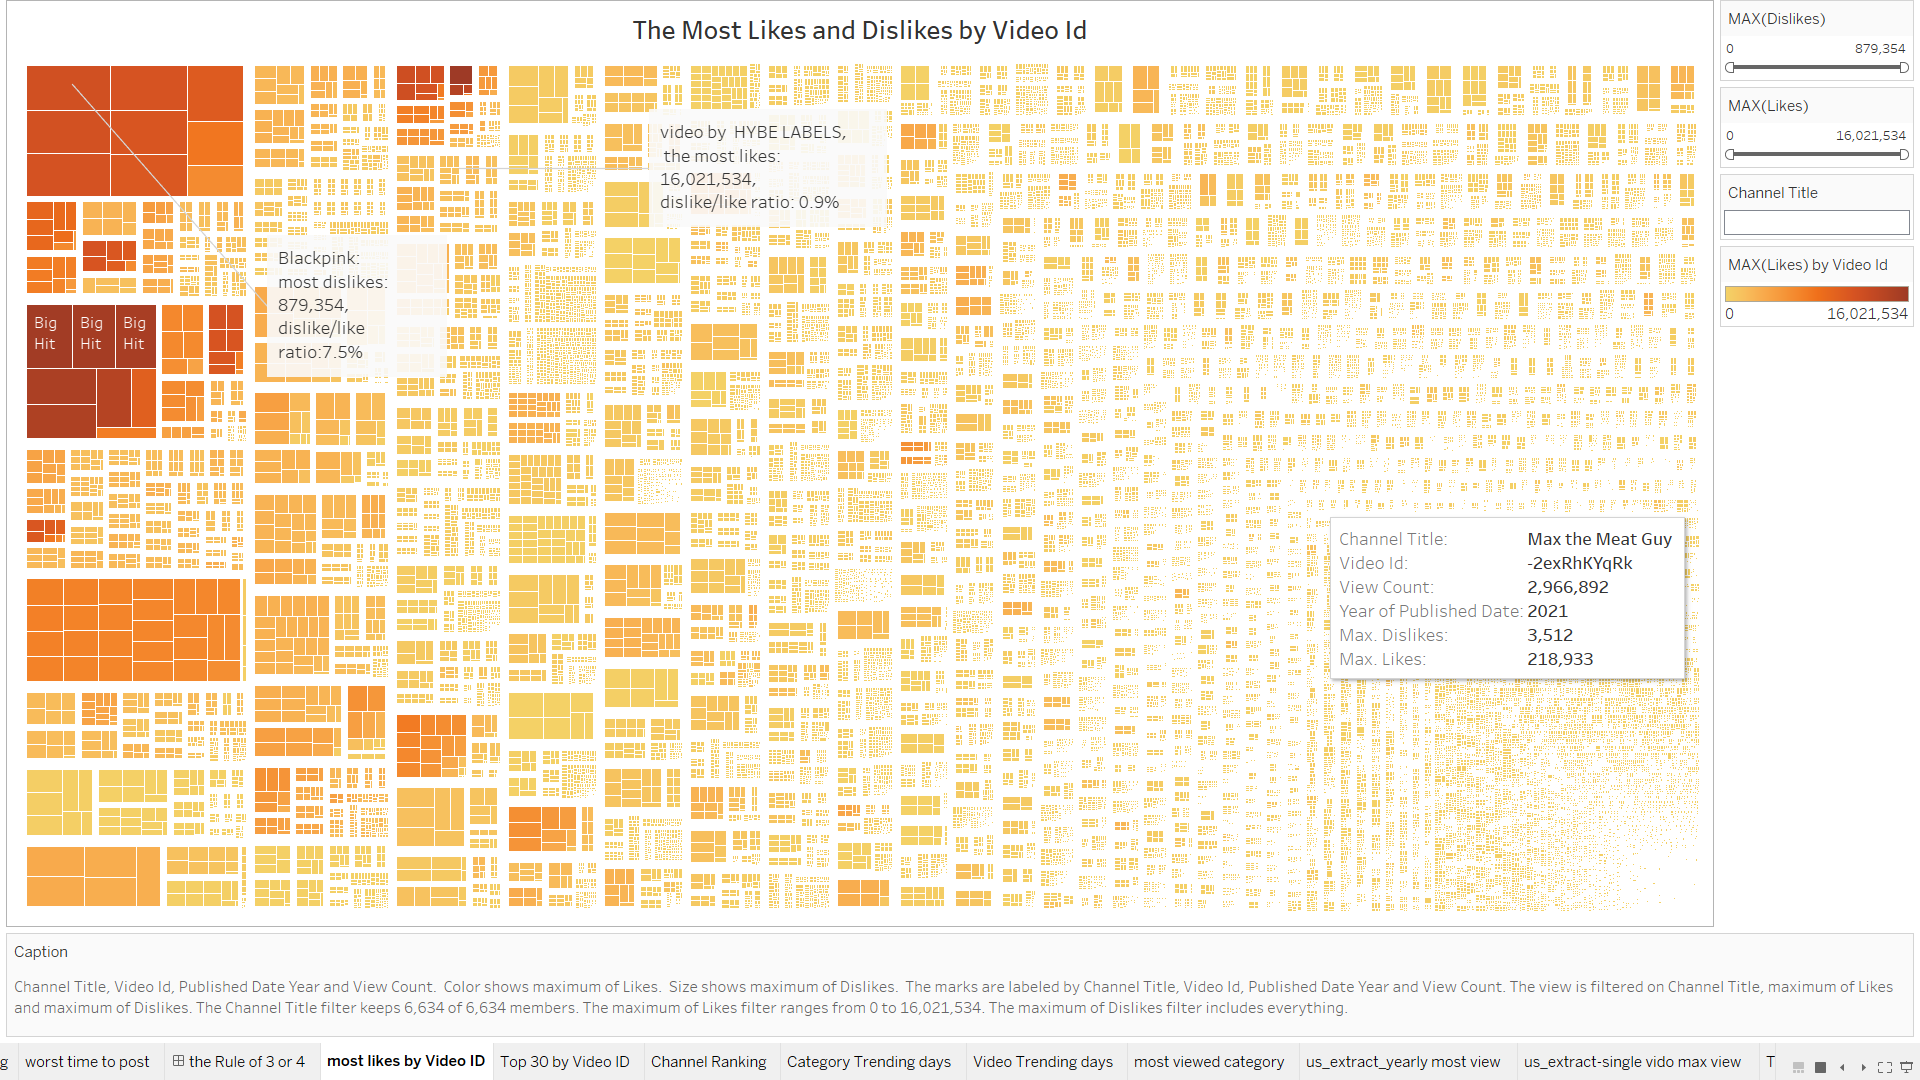 The Most Likes and Dislikes by Video Id
video by  HYBE LABELS,
the most likes:
16,021,534,
dislike/like ratio: 0.9%
Blackpink:
most dislikes:
879,354,
dislike/like
ratio:7.5%
Big Hit
Big Hit
Big Hit
Channel Title: Max the Meat Guy
Video Id: -2exRhKYqRk
View Count: 2,966,892
Year of Published Date: 2021
Max. Dislikes: 3,512
Max. Likes: 218,933
MAX(Dislikes)
0 879,354
MAX(Likes)
0 16,021,534
Channel Title
MAX(Likes) by Video Id
0 16,021,534
Caption
Channel Title, Video Id, Published Date Year and View Count.  Color shows maximum of Likes.  Size shows maximum of Dislikes.  The marks are labeled by Channel Title, Video Id, Published Date Year and View Count. The view is filtered on Channel Title, maximum of Likes
and maximum of Dislikes. The Channel Title filter keeps 6,634 of 6,634 members. The maximum of Likes filter ranges from 0 to 16,021,534. The maximum of Dislikes filter includes everything.
g worst time to post the Rule of 3 or 4 most likes by Video ID Top 30 by Video ID Channel Ranking Category Trending days Video Trending days most viewed category us_extract_yearly most view us_extract-single vido max view T